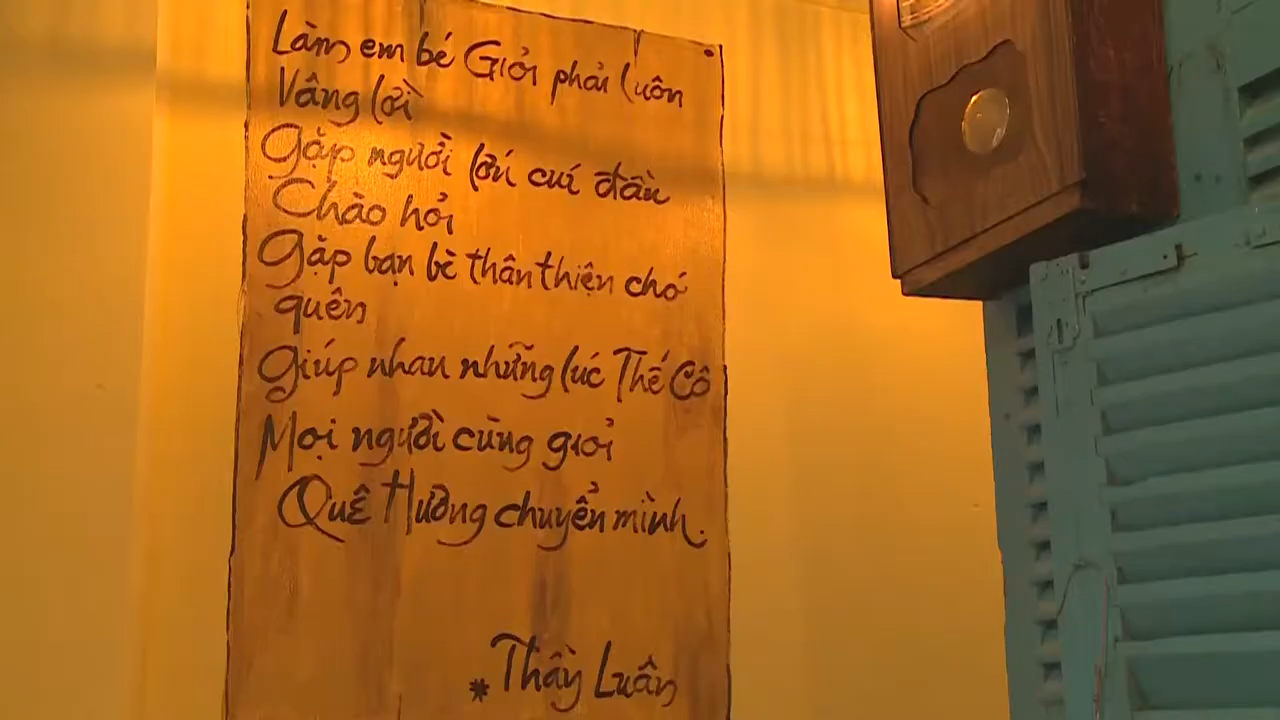 Làm em bé Giỏi phải luôn
Vâng lời
Gặp người lớn cuí đầu
Chào hỏi
Gặp bạn bè thân thiện chớ
quên
Giúp nhau những lúc Thế Cô
Mọi người cùng giỏi
Quê Hương chuyển mình.
* Thầy Luân